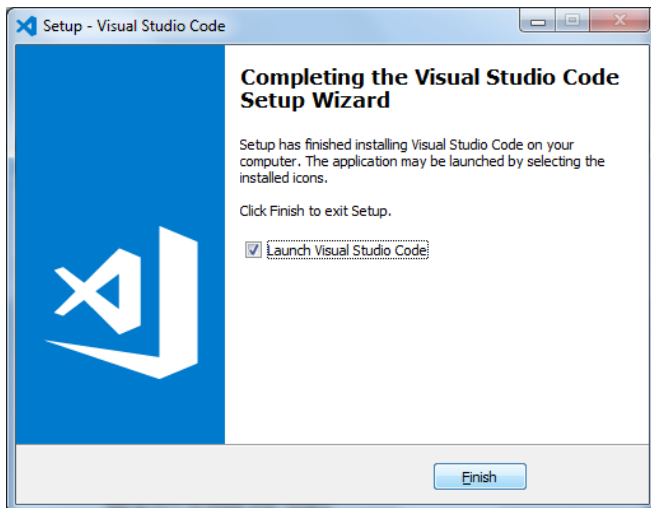 Setup - Visual Studio Code
Completing the Visual Studio Code
Setup Wizard
Setup has finished installing Visual Studio Code on your
computer. The application may be launched by selecting the
installed icons.
Click Finish to exit Setup.
Launch Visual Studio Code
Finish